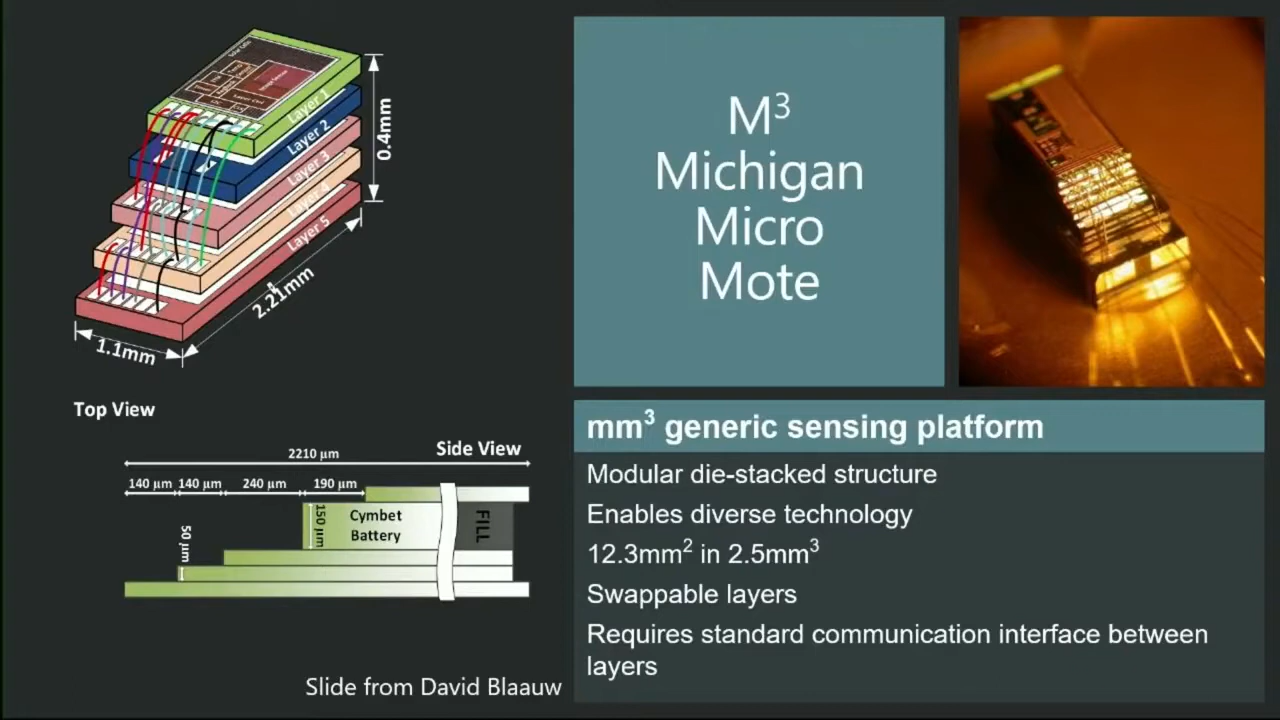 Layer 1
Layer 2
Layer 3
Layer 4
Layer 5
0.4mm
2.21mm
1.1mm
Top View
Side View
2210 μm
140 μm
140 μm
240 μm
190 μm
50 μm
150 μm
Cymbet
Battery
FILL
Slide from David Blaauw
M³
Michigan
Micro
Mote
mm³ generic sensing platform
Modular die-stacked structure
Enables diverse technology
12.3mm² in 2.5mm³
Swappable layers
Requires standard communication interface between
layers